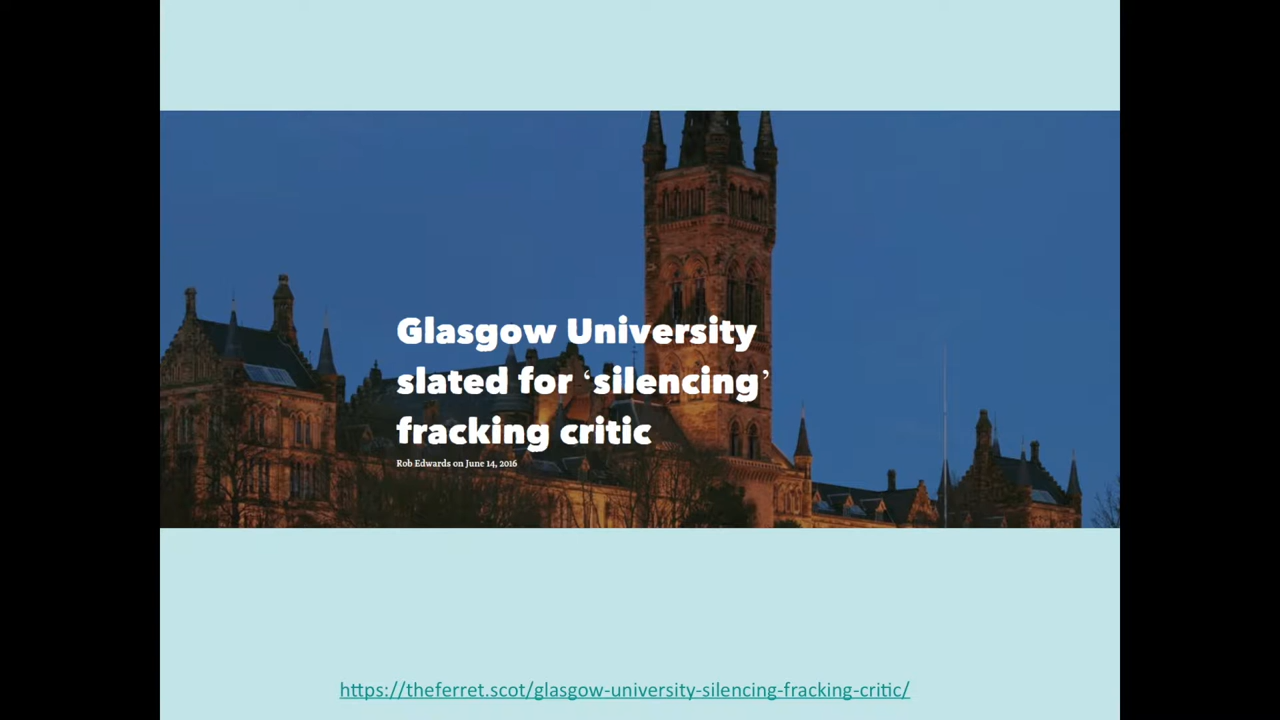 Glasgow University
slated for ‘silencing’
fracking critic
Rob Edwards on June 14, 2016
https://theferret.scot/glasgow-university-silencing-fracking-critic/